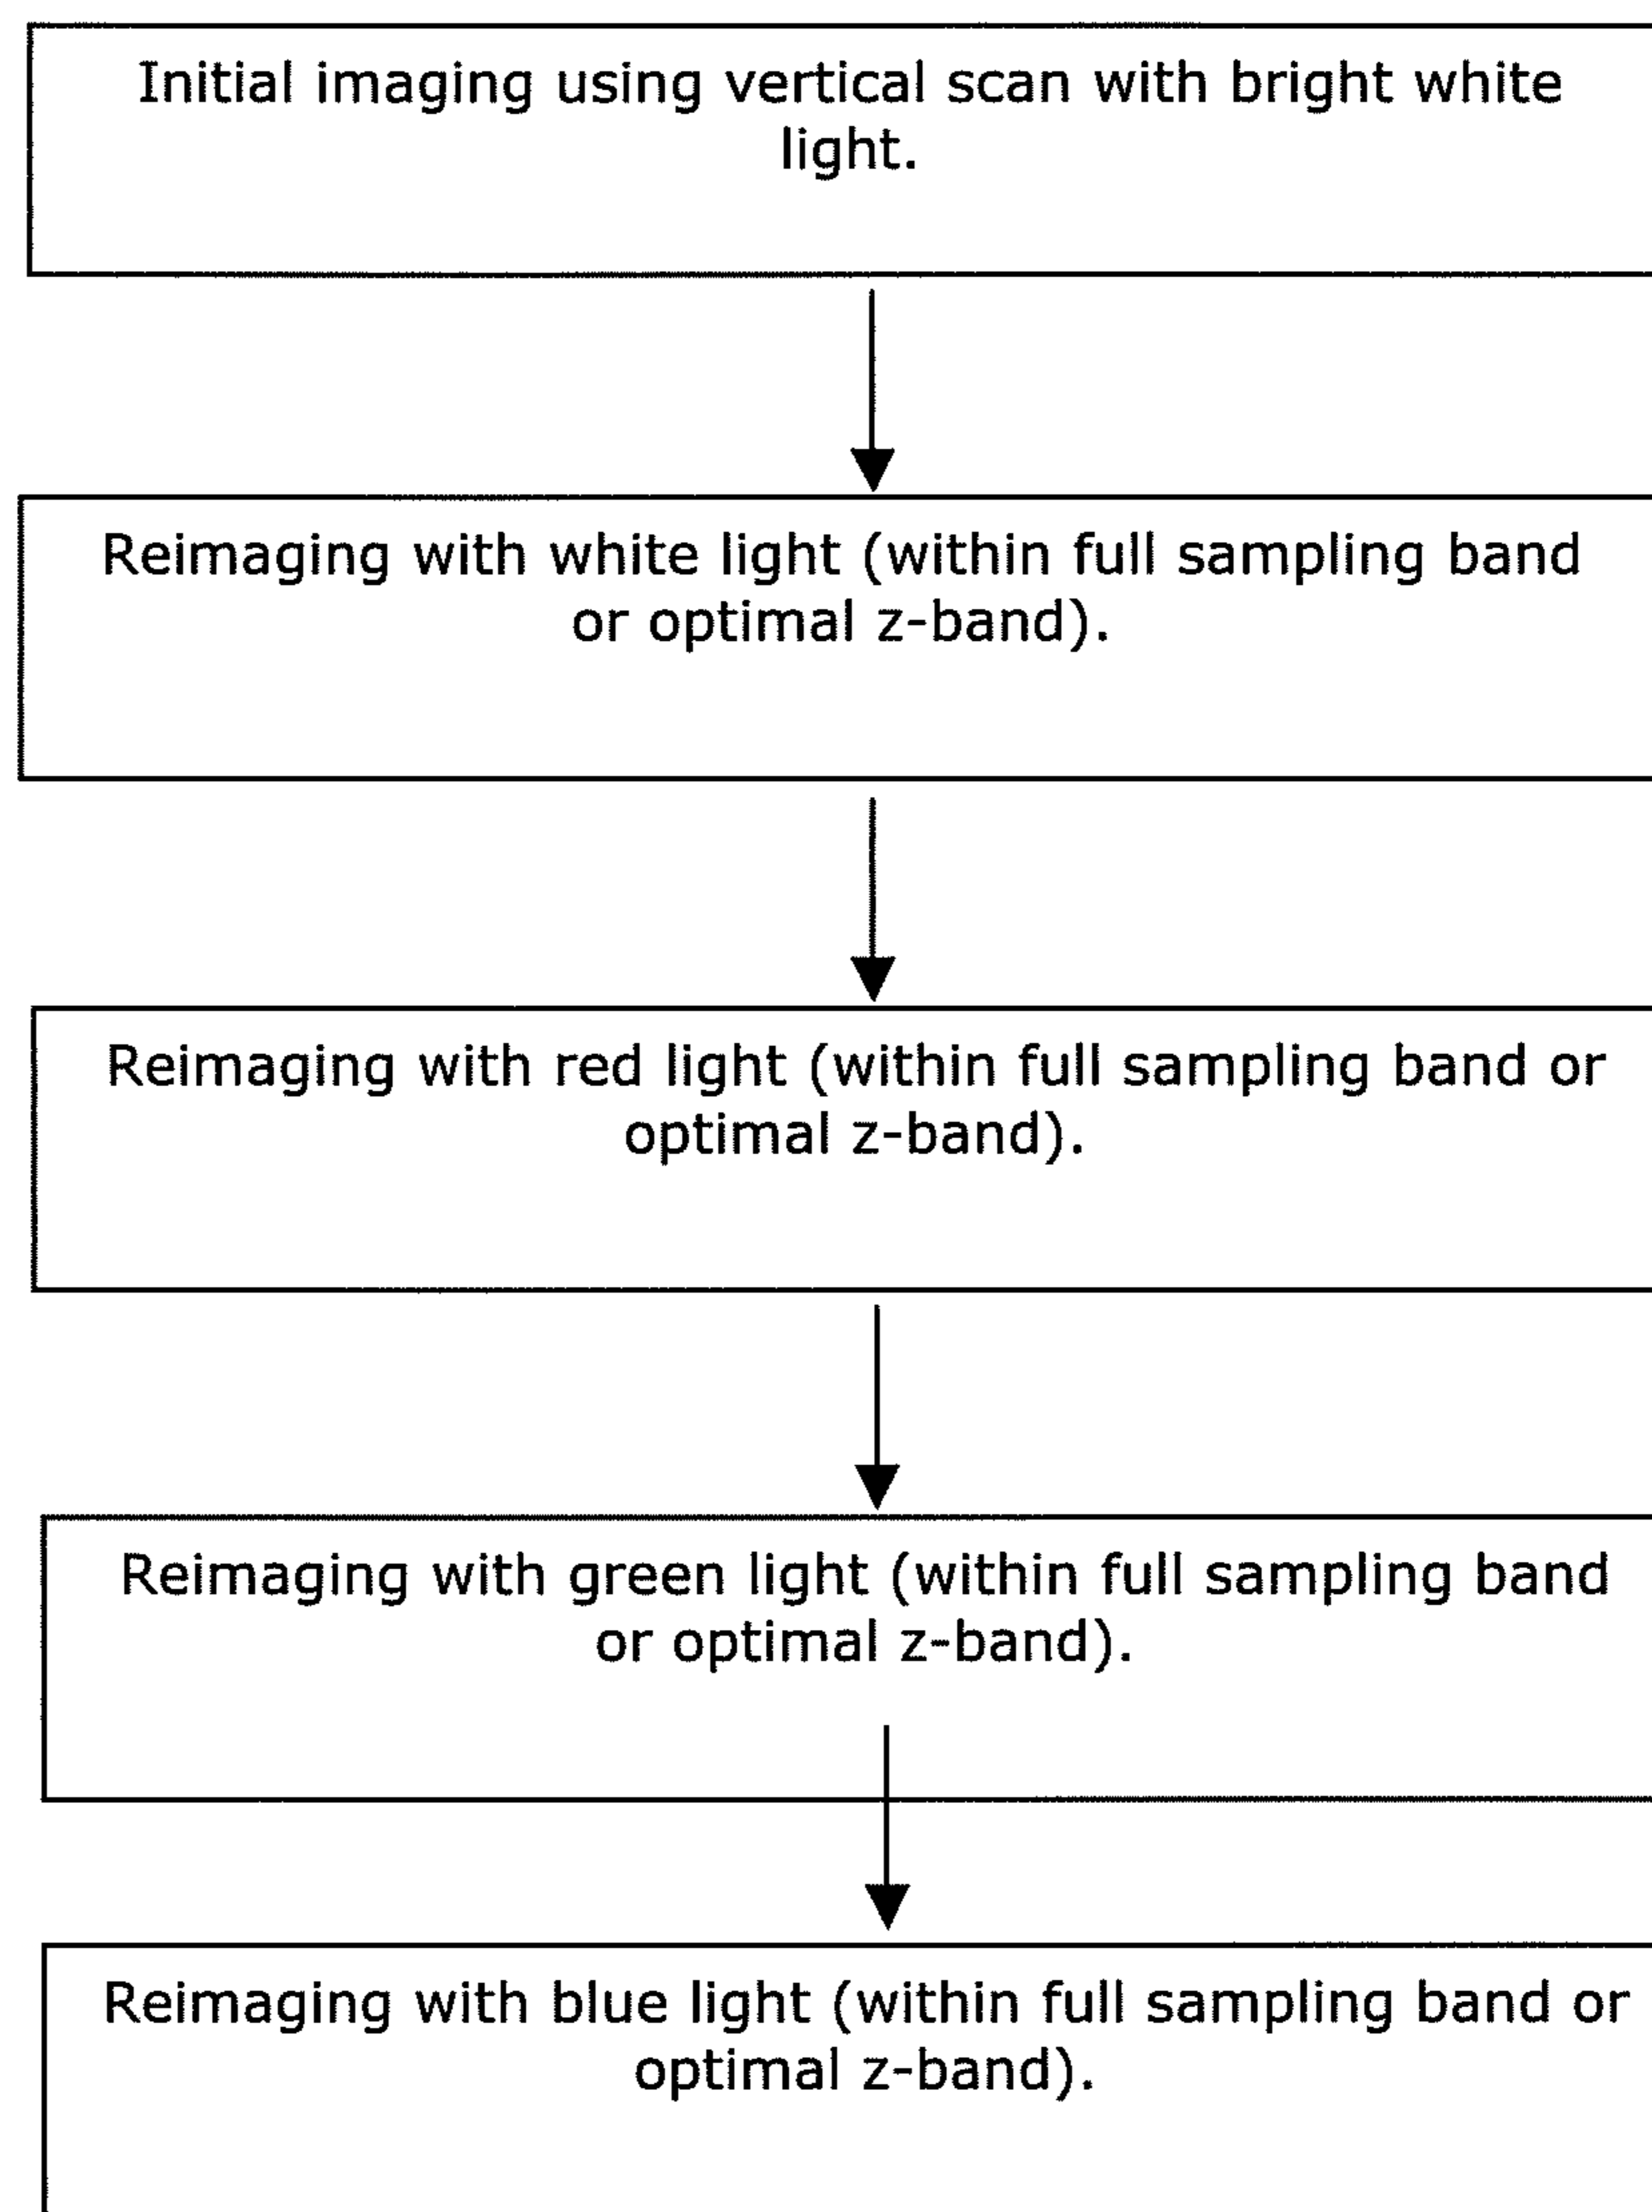 Initial imaging using vertical scan with bright white
light.
Reimaging with white light (within full sampling band
or optimal z-band).
Reimaging with red light (within full sampling band or
optimal z-band).
Reimaging with green light (within full sampling band
or optimal z-band).
Reimaging with blue light (within full sampling band or
optimal z-band).